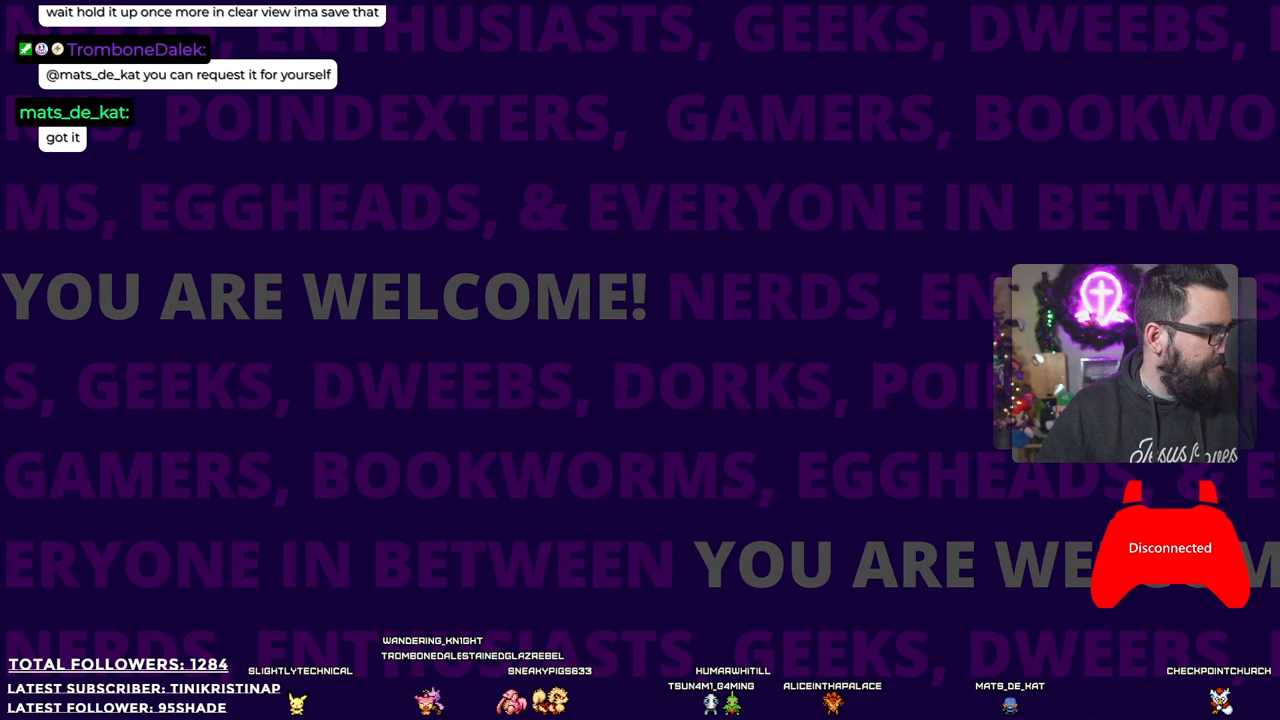 wait hold it up once more in clear view ima save that
TromboneDalek:
@mats_de_kat you can request it for yourself
mats_de_kat:
got it
ENTHUSIASTS, GEEKS, DWEEBS,
POINDEXTERS, GAMERS, BOOKWO
MS, EGGHEADS, & EVERYONE IN BETWEE
YOU ARE WELCOME! NERDS, EN
S, GEEKS, DWEEBS, DORKS, POI
GAMERS, BOOKWORMS, EGGHEADS, & E
ERYONE IN BETWEEN YOU ARE WE
Jesus
Disconnected
NERDS, ENTHUSIASTS, GEEKS, DWEEBS,
TOTAL FOLLOWERS: 1284
LATEST SUBSCRIBER: TINIKRISTINAP
LATEST FOLLOWER: 95SHADE
SLIGHTLYTECHNICAL
WANDERING_KN1GHT
TROMBONEDALESTAINEDGLAZREBEL
SNEAKYPIGS633
HUMARWHITILL
TSUN4M1_G4MING
ALICEINTHAPALACE
MATS_DE_KAT
CHECKPOINTCHURCH